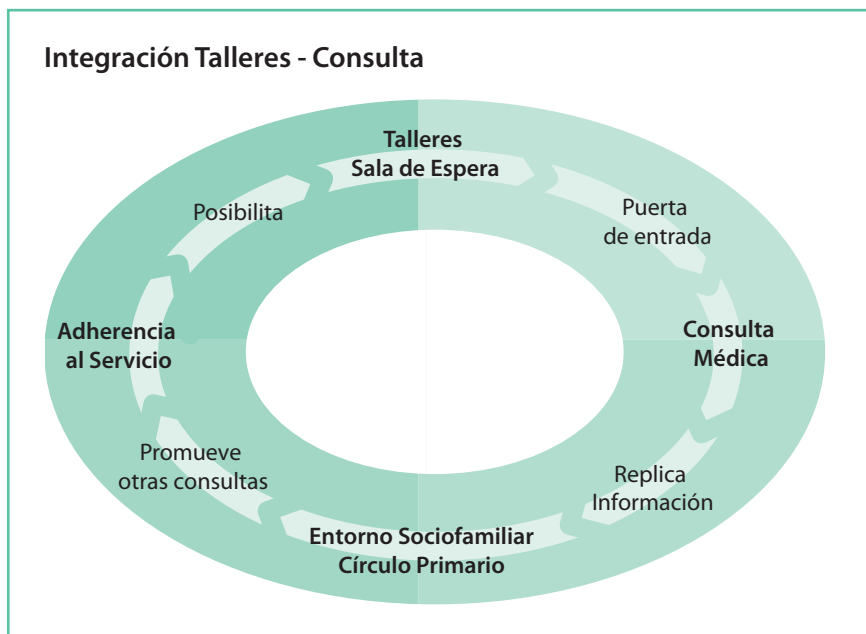 Integración Talleres - Consulta
Talleres
Sala de Espera
Puerta
de entrada
Consulta
Médica
Replica
Información
Entorno Sociofamiliar
Círculo Primario
Promueve
otras consultas
Adherencia
al Servicio
Posibilita